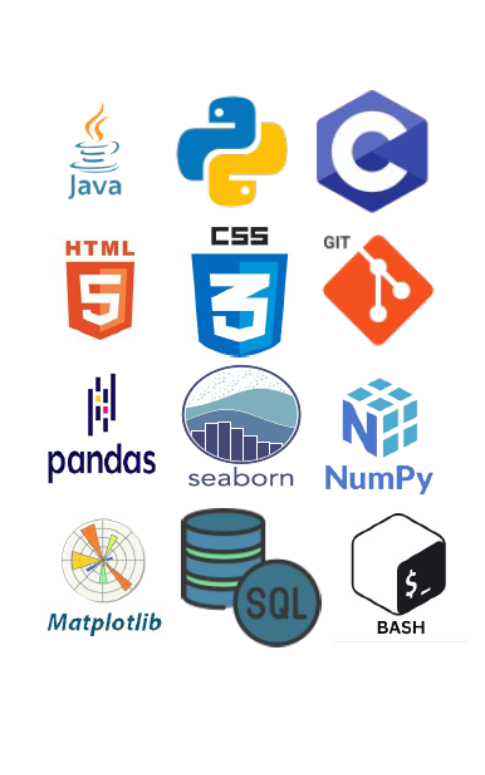 Java
C
HTML
5
CSS
3
GIT
pandas
seaborn
N
NumPy
Matplotlib
SQL
$_
BASH